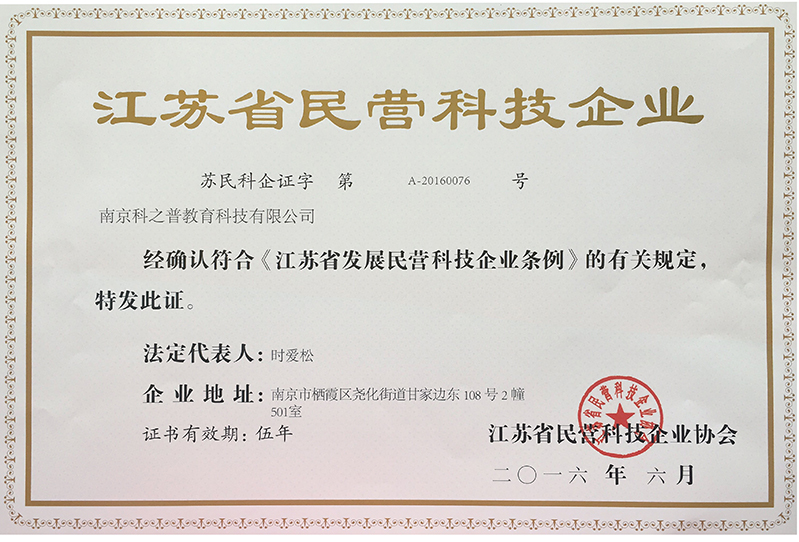 江苏省民营科技企业
苏民科企证字 第 A-20160076 号
南京科之普教育科技有限公司
经确认符合《江苏省发展民营科技企业条例》的有关规定，
特发此证。
法定代表人：时爱松
企业地址：南京市栖霞区尧化街道甘家边东 108 号 2 幢
501室
证书有效期：伍年
江苏省民营科技企业协会
二〇一六 年 六 月